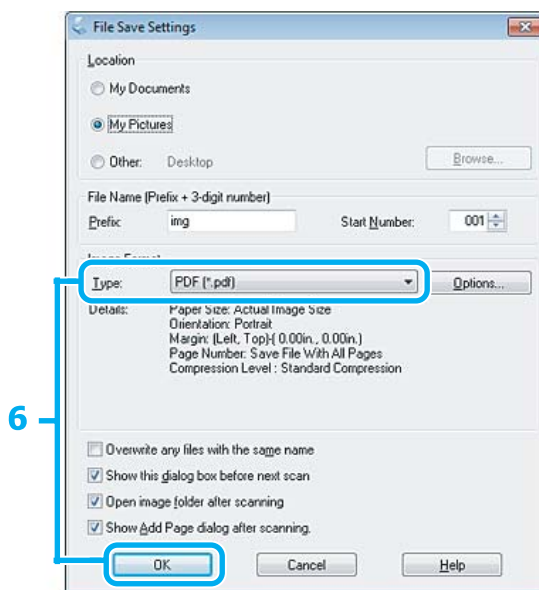 File Save Settings
Location
My Documents
My Pictures
Other: Desktop Browse...
File Name (Prefix + 3-digit number)
Prefix: img Start Number: 001
Image Format
Type: PDF (*.pdf) Options...
Details: Paper Size: Actual Image Size
Orientation: Portrait
Margin: (Left, Top)( 0.00in., 0.00in.)
Page Number: Save File With All Pages
Compression Level : Standard Compression
6
Overwrite any files with the same name
Show this dialog box before next scan
Open image folder after scanning
Show Add Page dialog after scanning.
OK Cancel Help